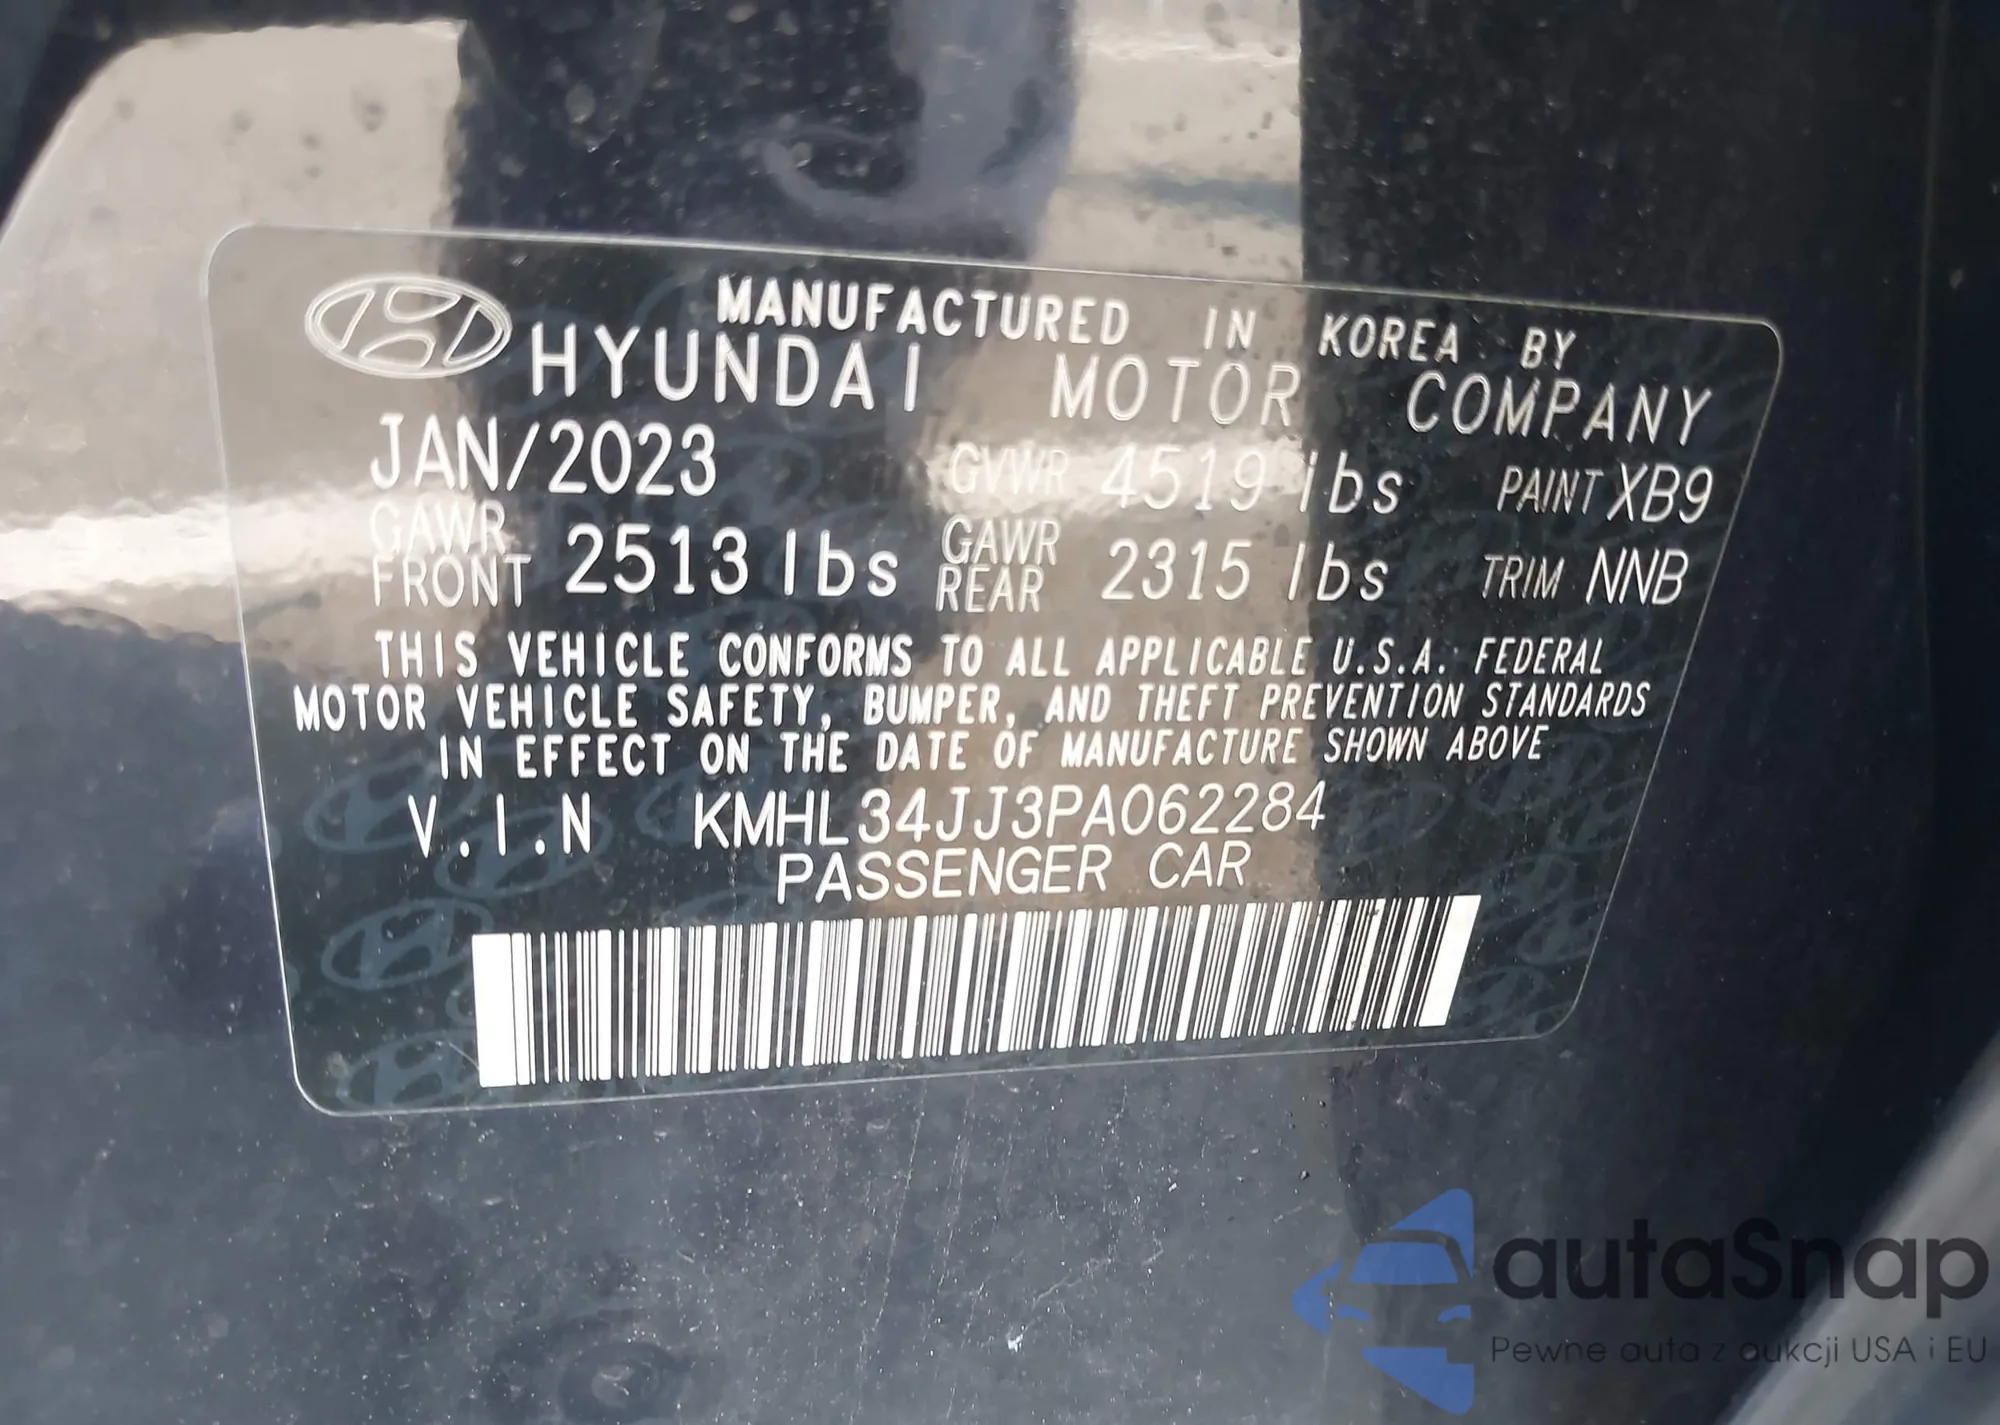 MANUFACTURED IN KOREA BY
HYUNDAI MOTOR COMPANY
JAN/2023 GVWR 4519 lbs PAINT XB9
GAWR FRONT 2513 lbs GAWR REAR 2315 lbs TRIM NNB
THIS VEHICLE CONFORMS TO ALL APPLICABLE U.S.A. FEDERAL
MOTOR VEHICLE SAFETY, BUMPER, AND THEFT PREVENTION STANDARDS
IN EFFECT ON THE DATE OF MANUFACTURE SHOWN ABOVE
V.I.N KMHL34JJ3PA062284
PASSENGER CAR
autaSnap
Pewne auta z aukcji USA i EU